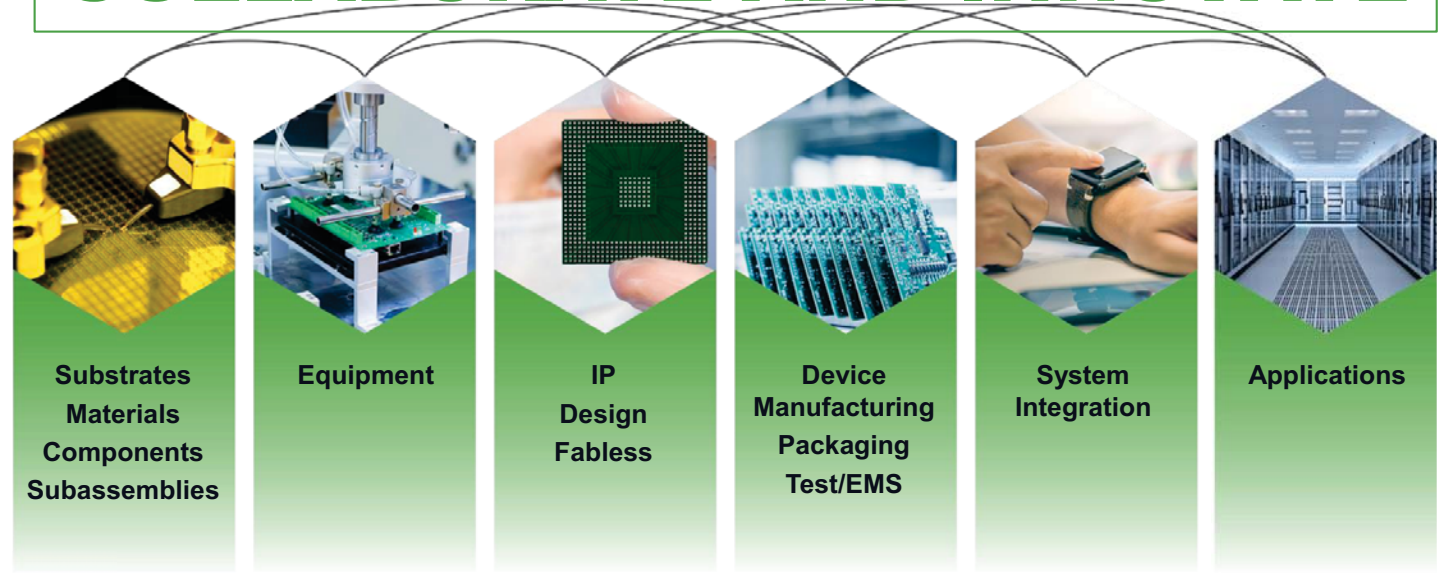 Substrates
Materials
Components
Subassemblies
Equipment
IP
Design
Fabless
Device
Manufacturing
Packaging
Test/EMS
System
Integration
Applications